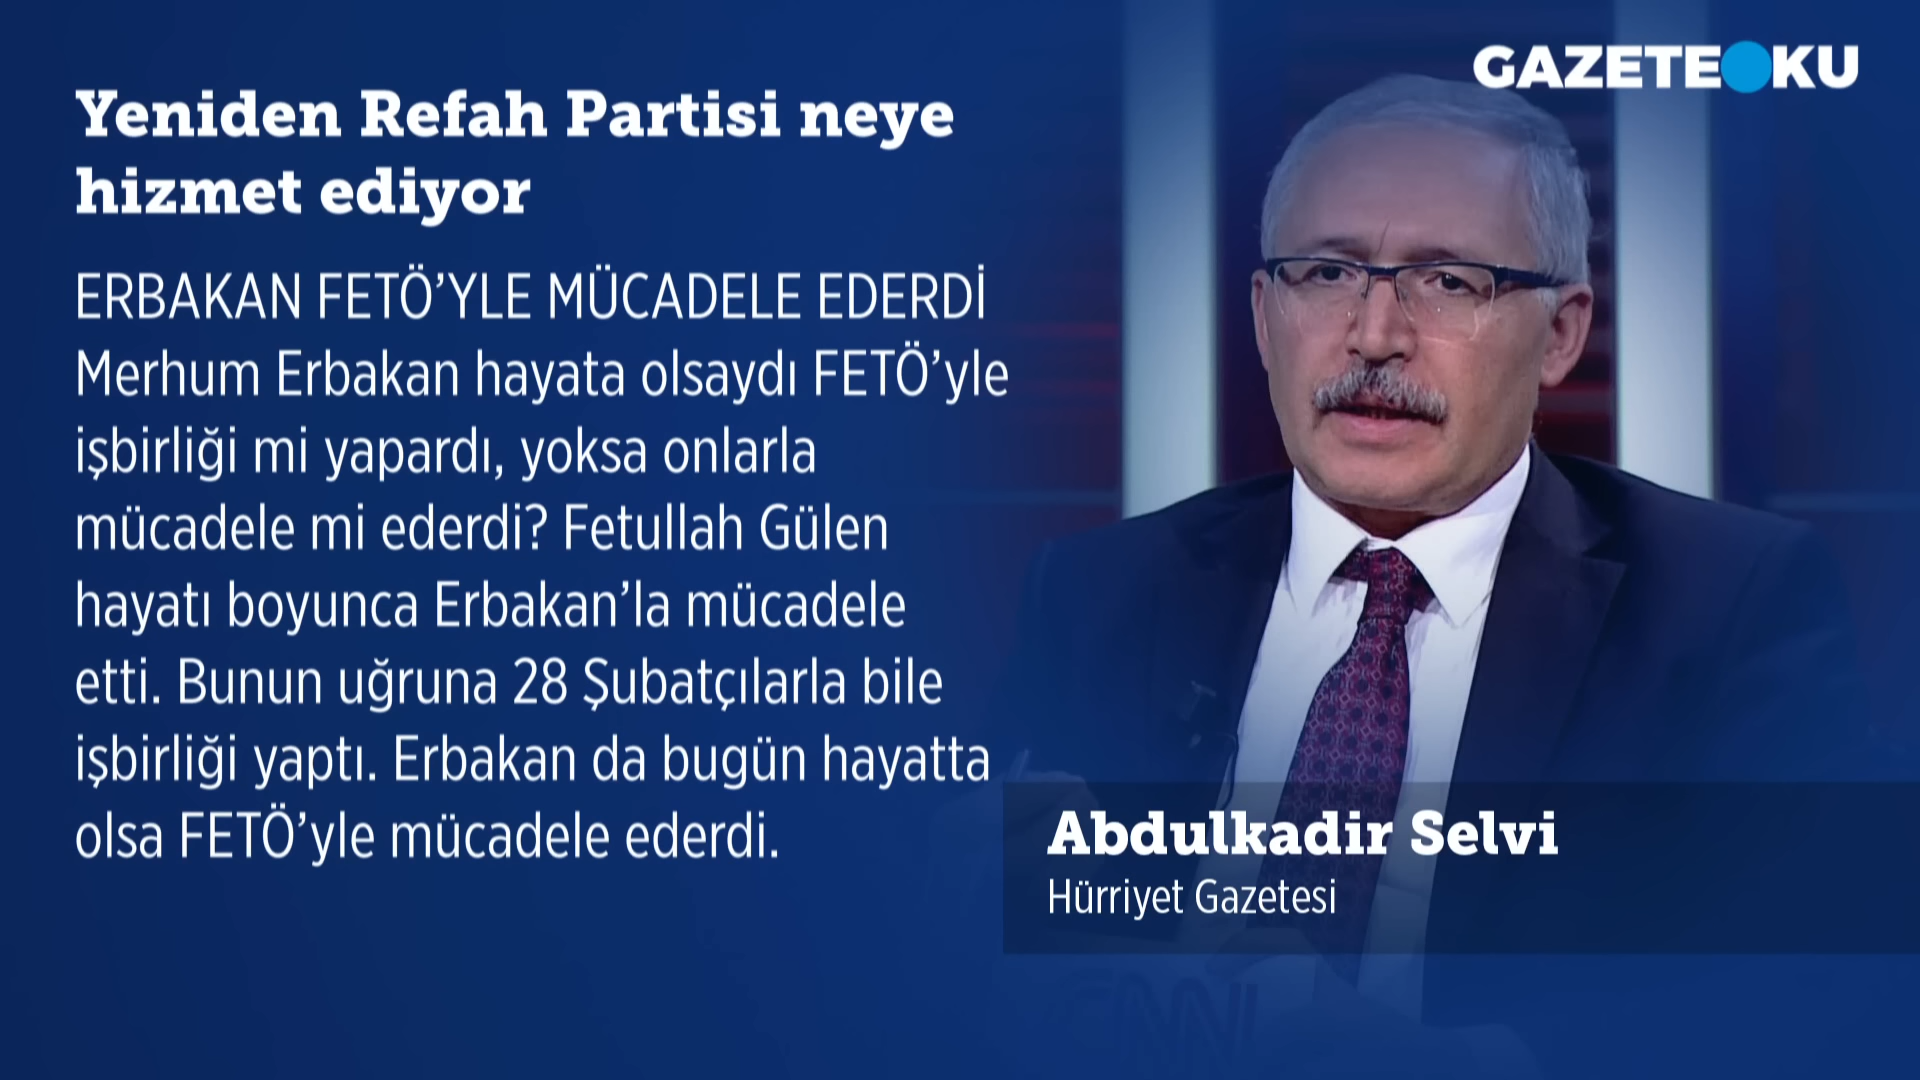 GAZETE KU
Yeniden Refah Partisi neye
hizmet ediyor
ERBAKAN FETÖ’YLE MÜCADELE EDERDİ
Merhum Erbakan hayata olsaydı FETÖ’yle
işbirliği mi yapardı, yoksa onlarla
mücadele mi ederdi? Fetullah Gülen
hayatı boyunca Erbakan’la mücadele
etti. Bunun uğruna 28 Şubatçılarla bile
işbirliği yaptı. Erbakan da bugün hayatta
olsa FETÖ’yle mücadele ederdi.
Abdulkadir Selvi
Hürriyet Gazetesi
CNN